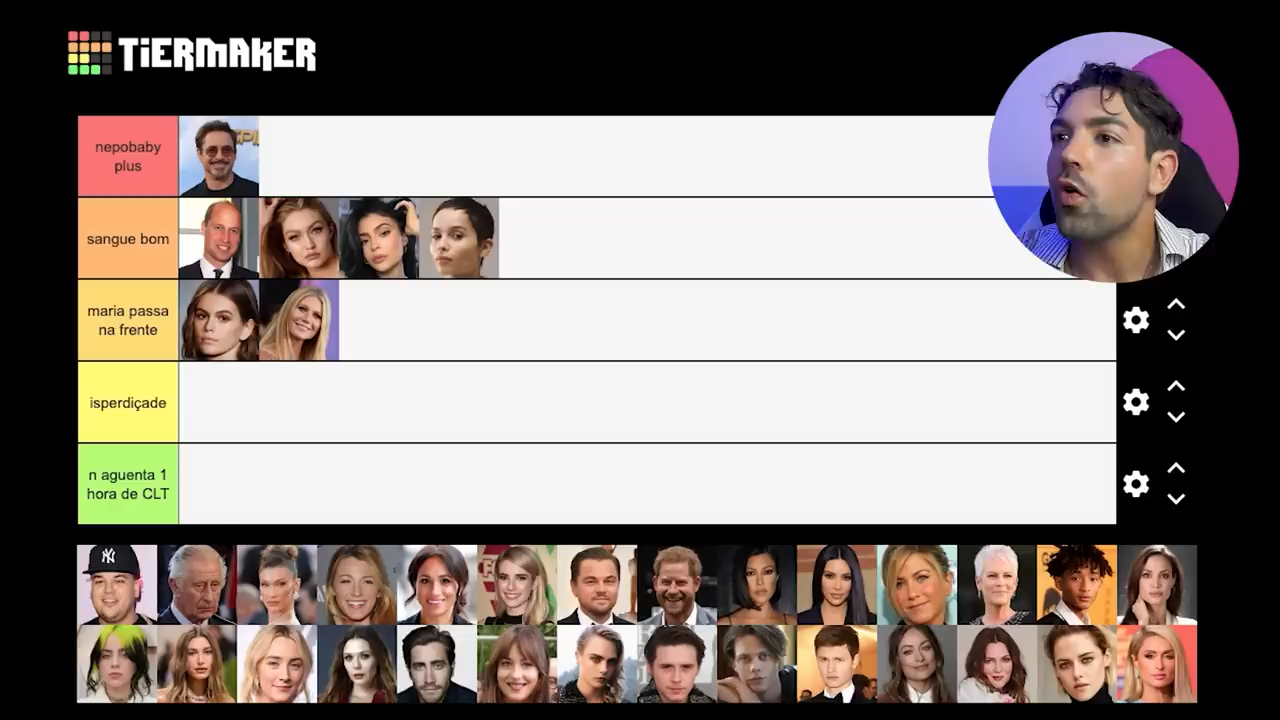 TiERMAKER
nepobaby
plus
sangue bom
maria passa
na frente
isperdiçade
n aguenta 1
hora de CLT